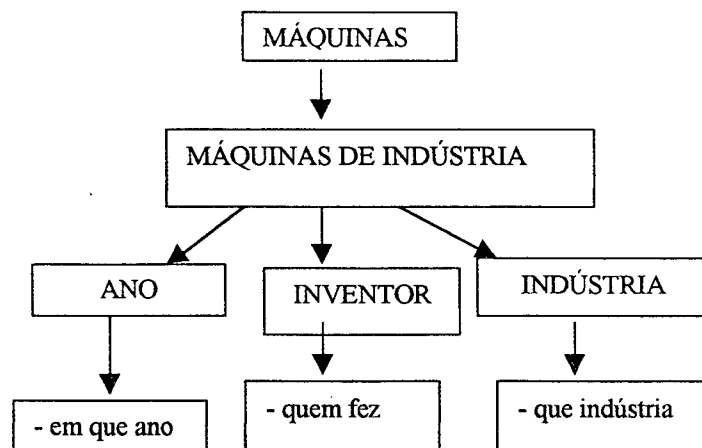 MÁQUINAS
MÁQUINAS DE INDÚSTRIA
ANO
INVENTOR
INDÚSTRIA
- em que ano
- quem fez
- que indústria